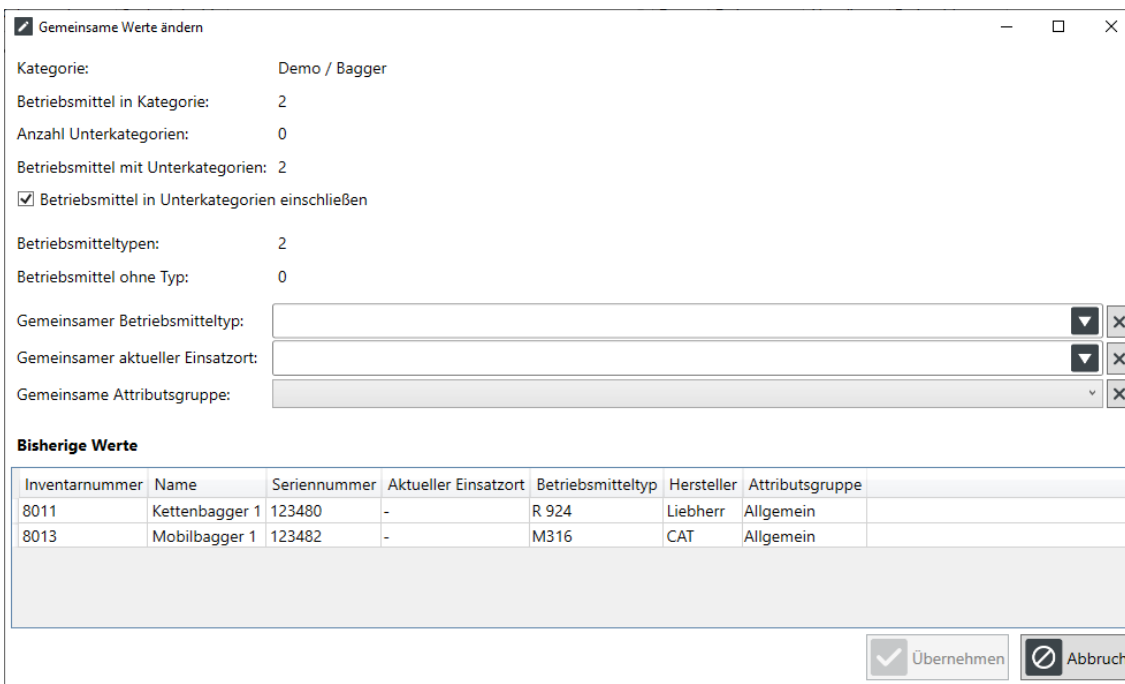 Gemeinsame Werte ändern
Kategorie: Demo / Bagger
Betriebsmittel in Kategorie: 2
Anzahl Unterkategorien: 0
Betriebsmittel mit Unterkategorien: 2
Betriebsmittel in Unterkategorien einschließen
Betriebsmitteltypen: 2
Betriebsmittel ohne Typ: 0
Gemeinsamer Betriebsmitteltyp:
Gemeinsamer aktueller Einsatzort:
Gemeinsame Attributsgruppe:
Bisherige Werte
Inventarnummer Name Seriennummer Aktueller Einsatzort Betriebsmitteltyp Hersteller Attributsgruppe
8011 Kettenbagger 1 123480 - R 924 Liebherr Allgemein
8013 Mobilbagger 1 123482 - M316 CAT Allgemein
Übernehmen Abbruch